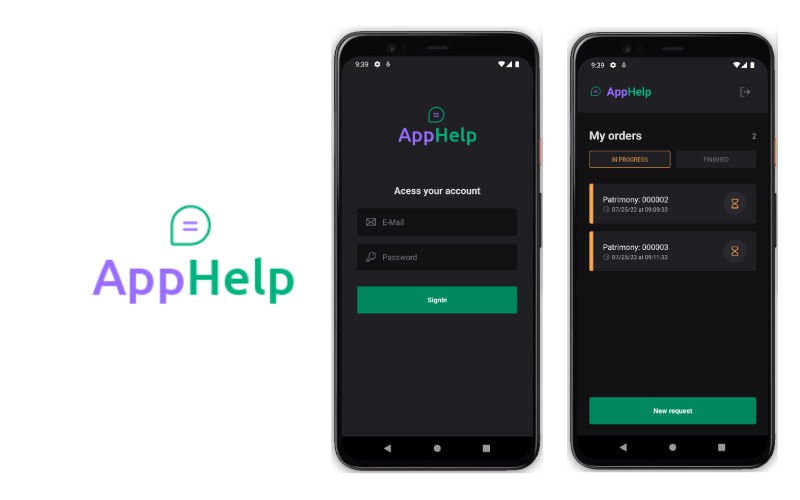 AppHelp
9:39
AppHelp
Acess your account
E-Mail
Password
SignIn
9:39
AppHelp
My orders 2
IN PROGRESS FINISHED
Patrimony: 000002
07/25/22 at 09:09:33
Patrimony: 000003
07/25/22 at 09:11:33
New request